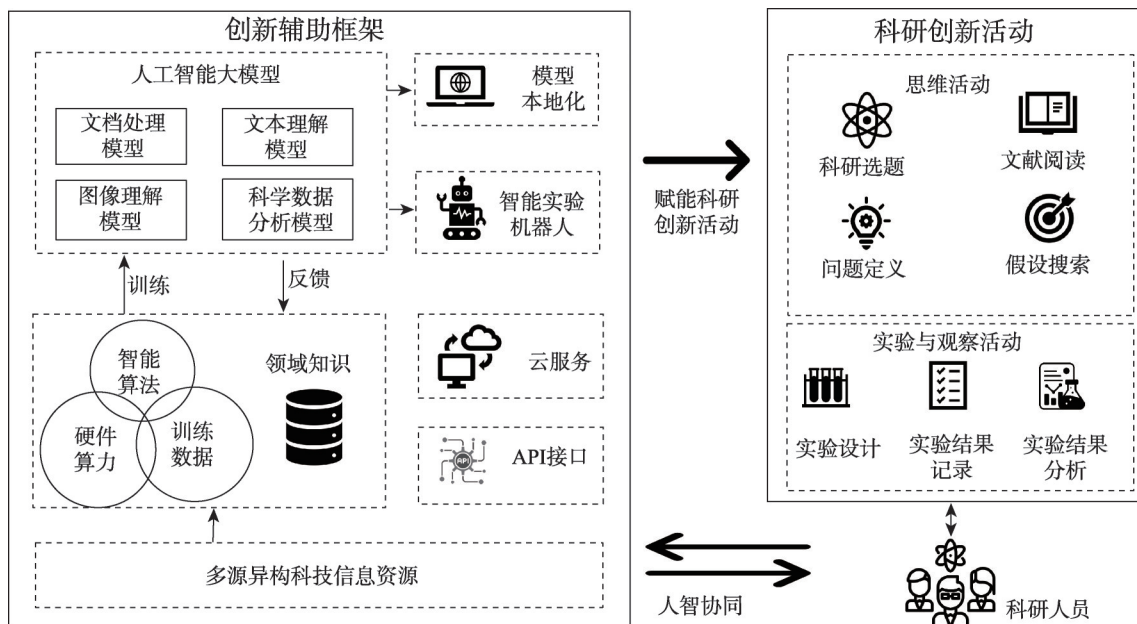 创新辅助框架
人工智能大模型
文档处理
模型
文本理解
模型
图像理解
模型
科学数据
分析模型
模型
本地化
智能实验
机器人
训练
反馈
智能
算法
硬件
算力
训练
数据
领域知识
云服务
API
API接口
多源异构科技信息资源
赋能科研
创新活动
人智协同
科研创新活动
思维活动
科研选题
文献阅读
问题定义
假设搜索
实验与观察活动
实验设计
实验结果
记录
实验结果
分析
科研人员